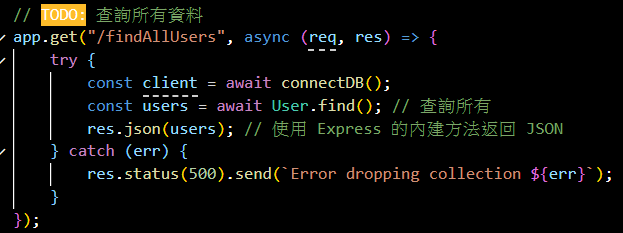 // TODO: 查詢所有資料
app.get("/findAllUsers", async (req, res) => {
    try {
        const client = await connectDB();
        const users = await User.find(); // 查詢所有
        res.json(users); // 使用 Express 的內建方法返回 JSON
    } catch (err) {
        res.status(500).send(`Error dropping collection ${err}`);
    }
});